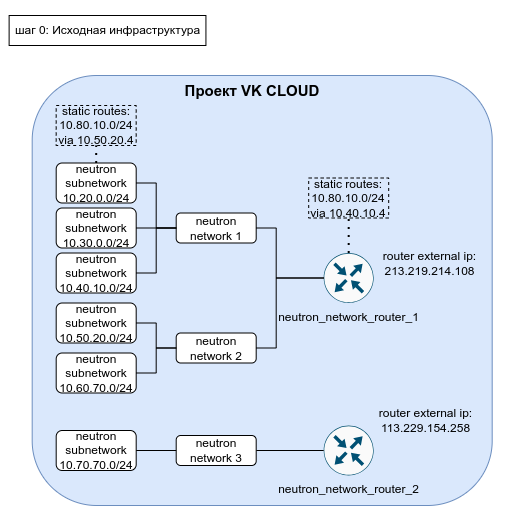 шаг 0: Исходная инфраструктура
Проект VK CLOUD
static routes:
10.80.10.0/24
via 10.50.20.4
neutron
subnetwork
10.20.0.0/24
neutron
subnetwork
10.30.0.0/24
neutron
subnetwork
10.40.10.0/24
neutron
subnetwork
10.50.20.0/24
neutron
subnetwork
10.60.70.0/24
neutron
subnetwork
10.70.70.0/24
neutron
network 1
neutron
network 2
neutron
network 3
static routes:
10.80.10.0/24
via 10.40.10.4
router external ip:
213.219.214.108
neutron_network_router_1
router external ip:
113.229.154.258
neutron_network_router_2